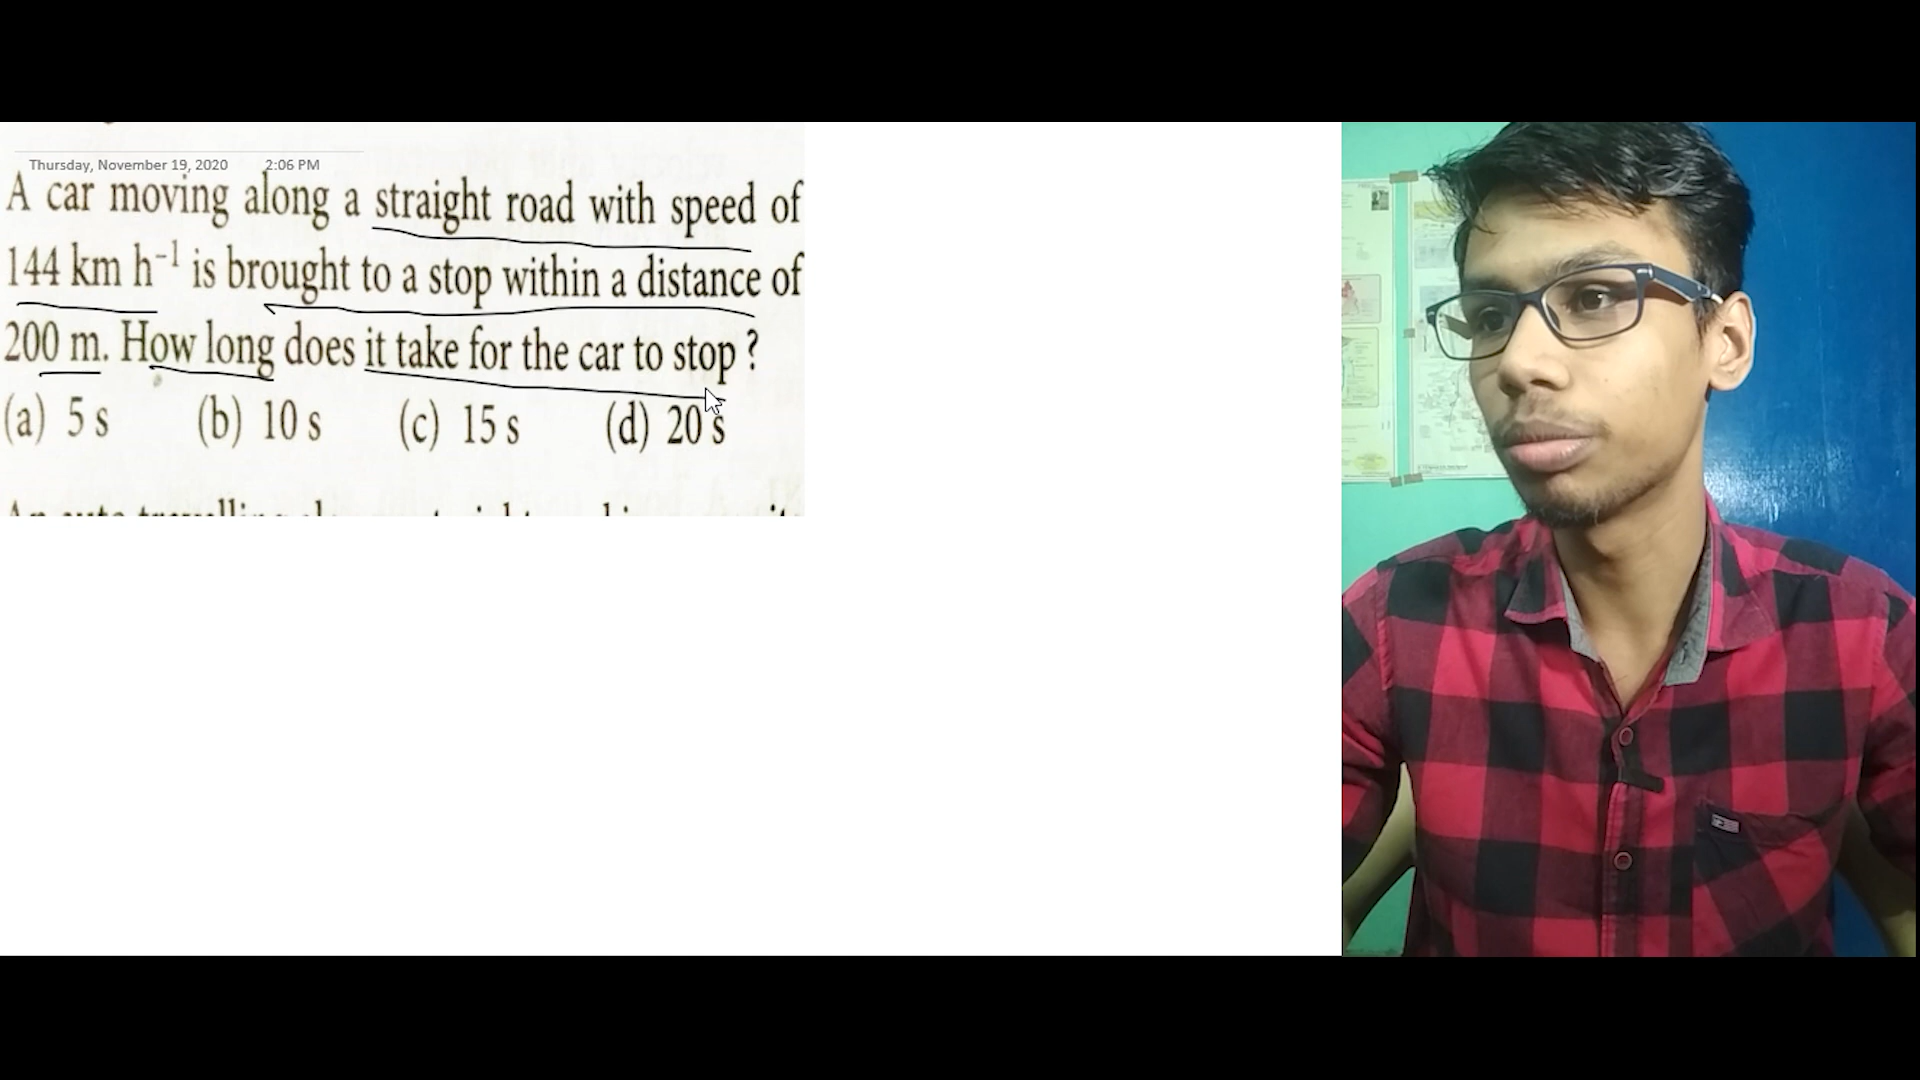 Thursday, November 19, 2020 2:06 PM
A car moving along a straight road with speed of
144 km h⁻¹ is brought to a stop within a distance of
200 m. How long does it take for the car to stop ?
(a) 5 s (b) 10 s (c) 15 s (d) 20 s